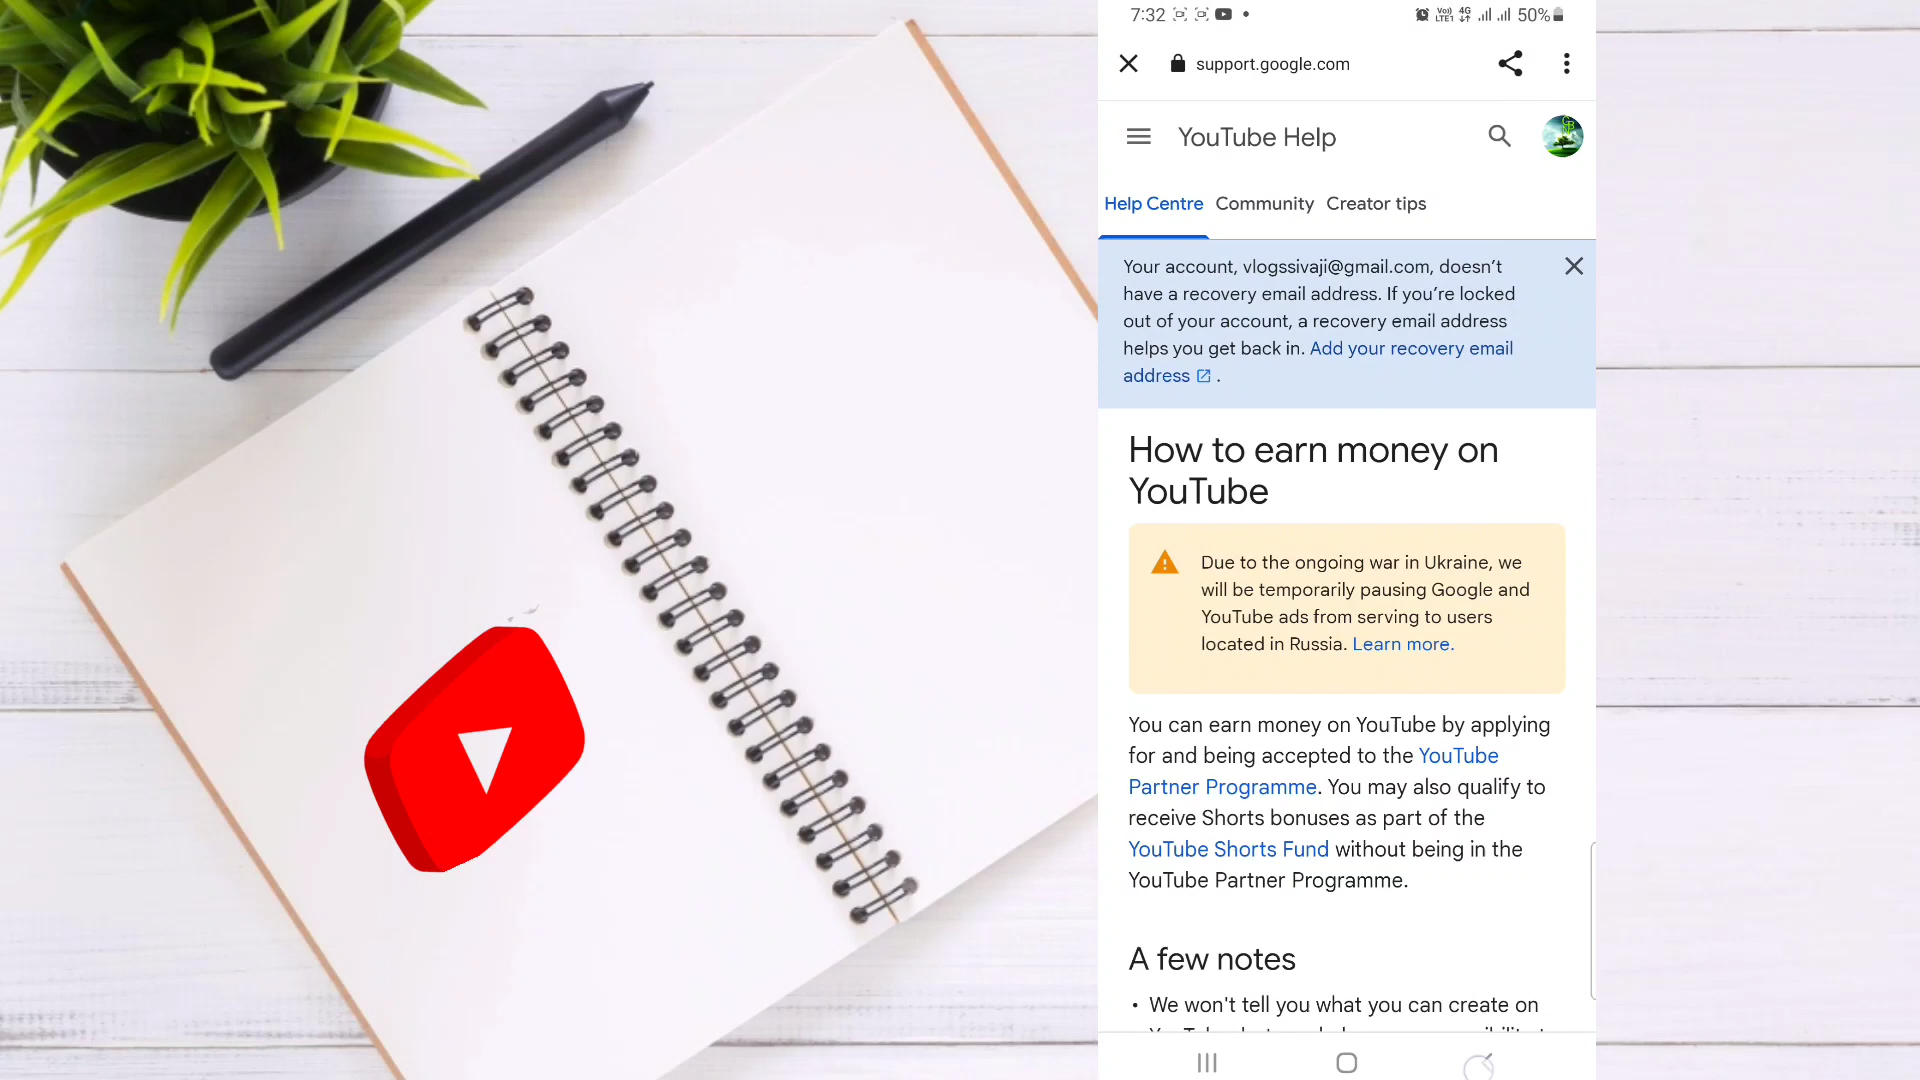 7:32
Vo)) LTE1 4G 50%
support.google.com
YouTube Help
Help Centre Community Creator tips
Your account, vlogssivaji@gmail.com, doesn't
have a recovery email address. If you're locked
out of your account, a recovery email address
helps you get back in. Add your recovery email
address .
How to earn money on
YouTube
Due to the ongoing war in Ukraine, we
will be temporarily pausing Google and
YouTube ads from serving to users
located in Russia. Learn more.
You can earn money on YouTube by applying
for and being accepted to the YouTube
Partner Programme. You may also qualify to
receive Shorts bonuses as part of the
YouTube Shorts Fund without being in the
YouTube Partner Programme.
A few notes
• We won't tell you what you can create on